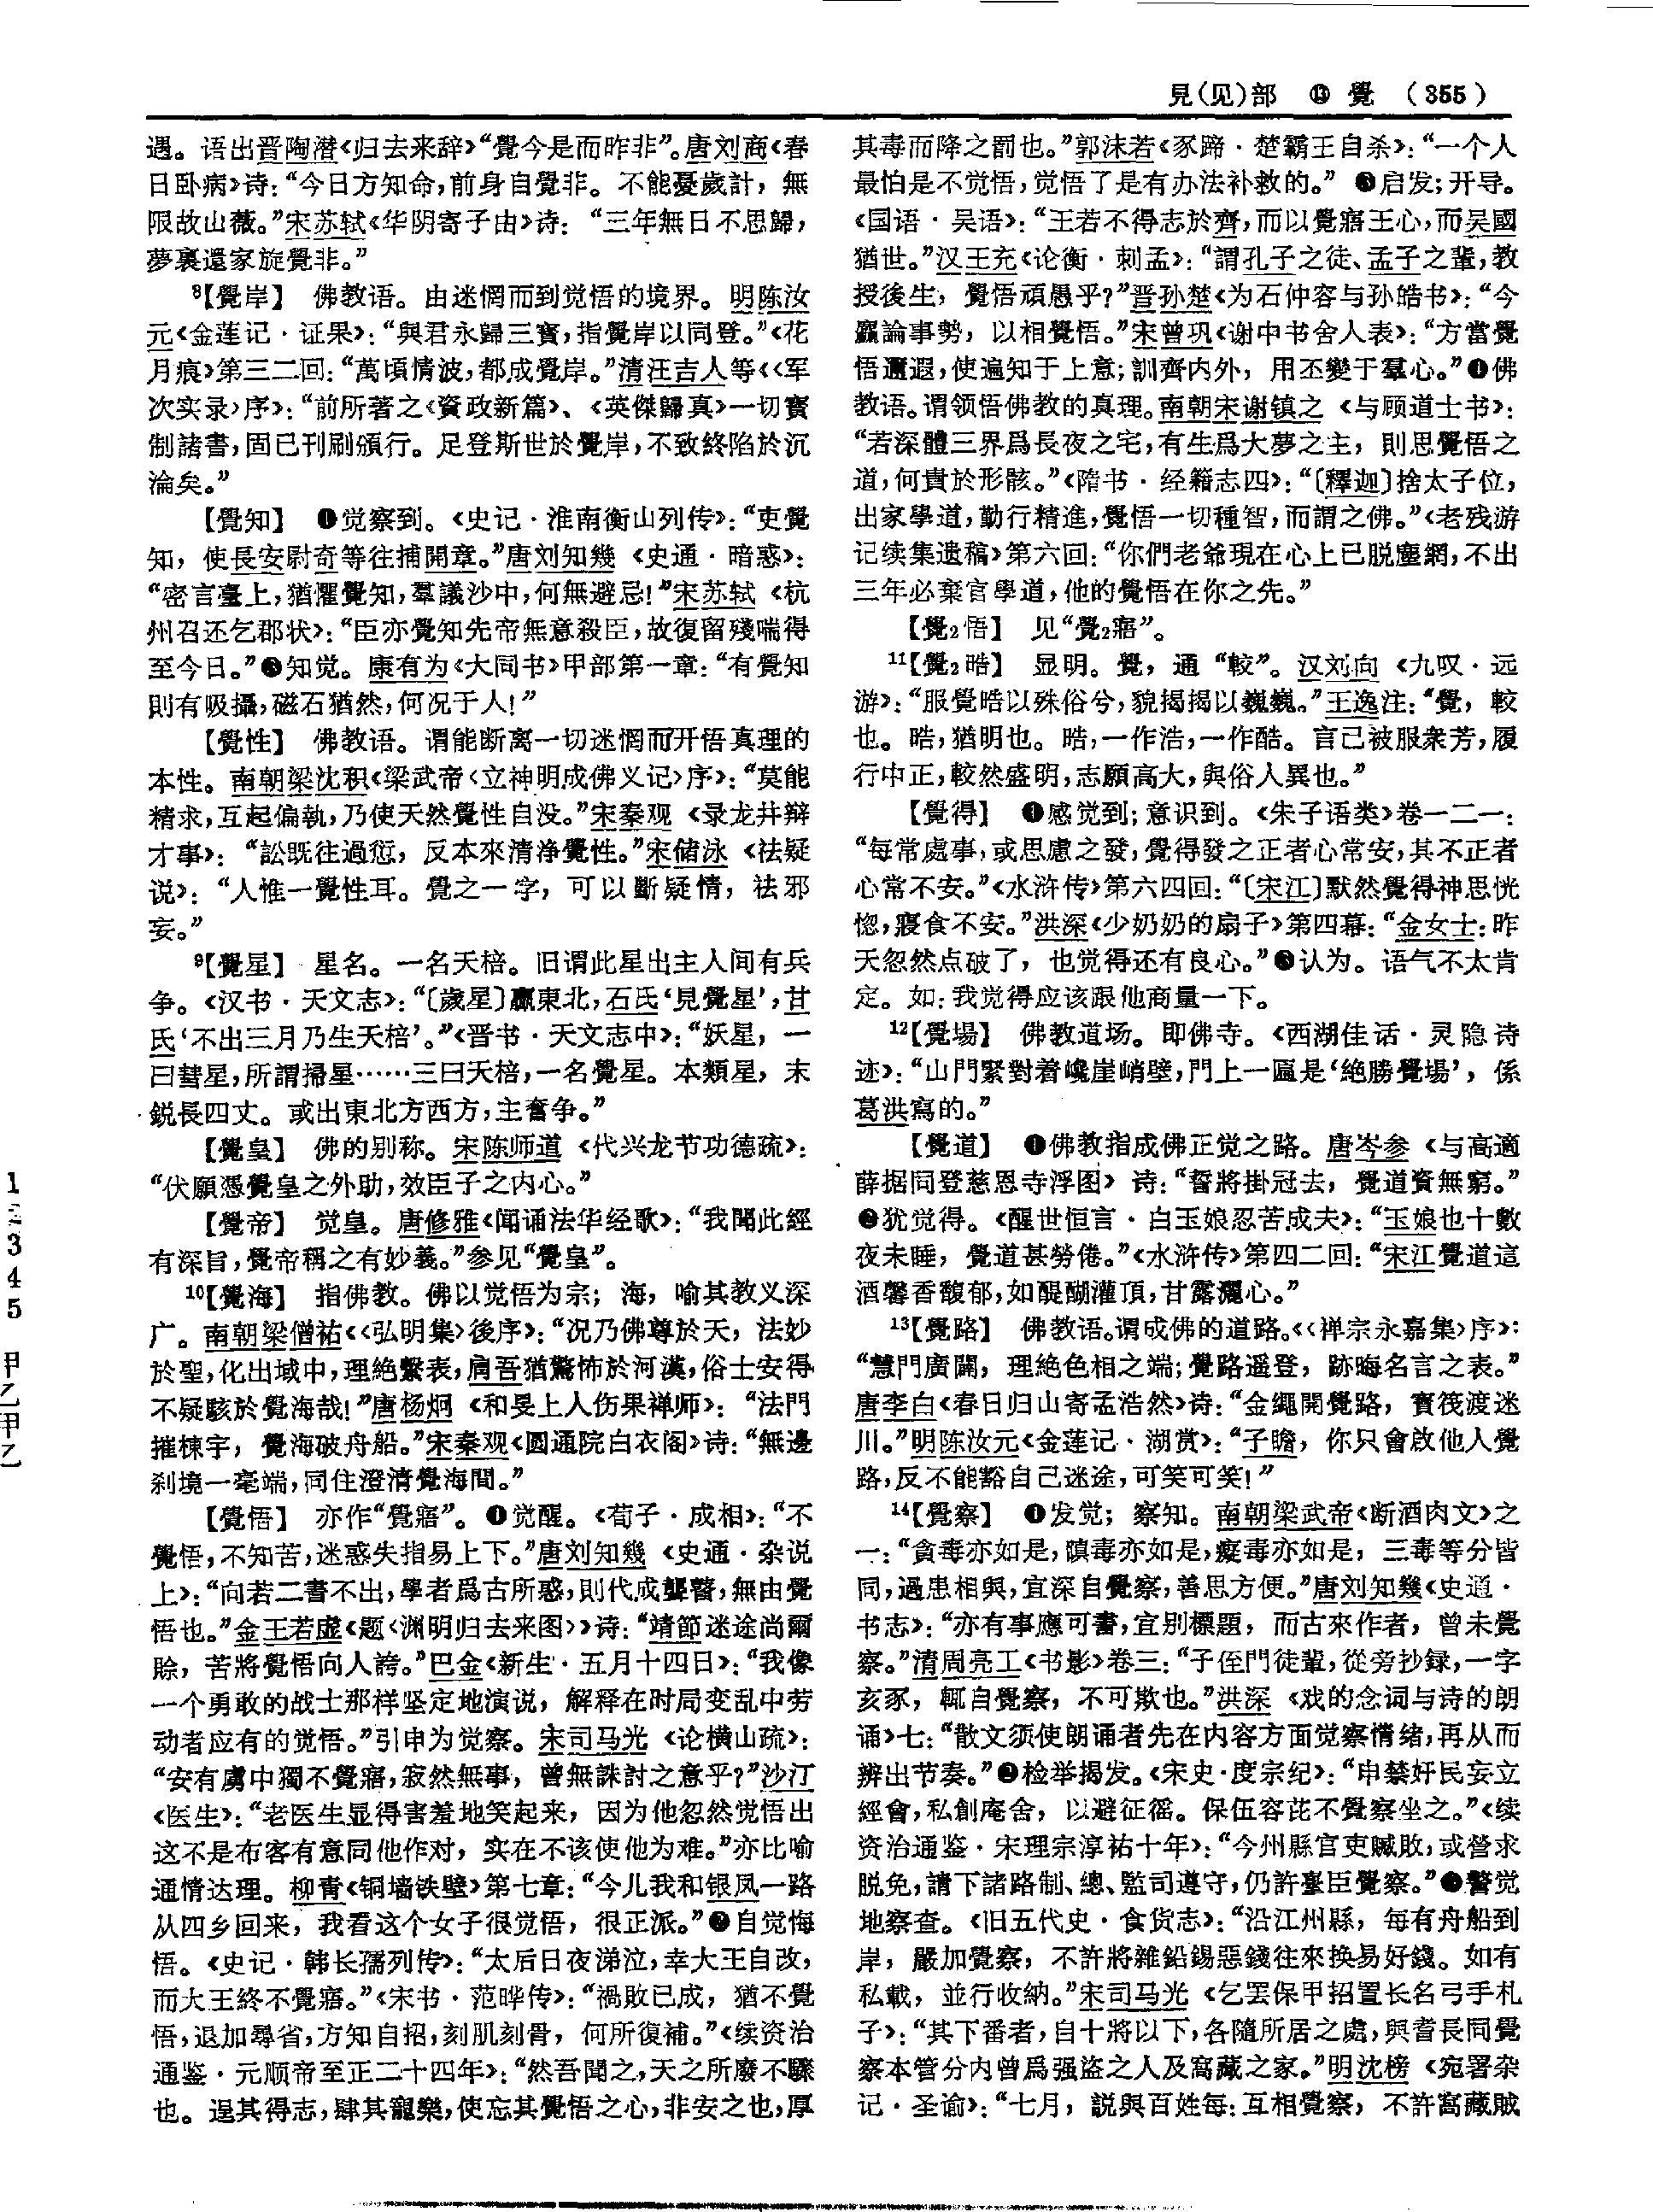 見(见)部　⑬ 覺　(355)
遇。语出晋陶潜《归去来辞》“覺今是而昨非”。唐刘商《春
日卧病》诗：“今日方知命，前身自覺非。不能憂歲計，無
限故山薇。”宋苏轼《华阴寄子由》诗：“三年無日不思歸，
夢裏還家旋覺非。”
⁸【覺岸】　佛教语。由迷惘而到觉悟的境界。明陈汝
元《金莲记·证果》：“與君永歸三寶，指覺岸以同登。”《花
月痕》第三二回：“萬頃情波，都成覺岸。”清汪吉人等《〈军
次实录〉序》：“前所著之《資政新篇》、《英傑歸真》一切寳
制諸書，固已刊刷頒行。足登斯世於覺岸，不致終陷於沉
淪矣。”
【覺知】　❶觉察到。《史记·淮南衡山列传》：“吏覺
知，使長安尉奇等往捕開章。”唐刘知幾《史通·暗惑》：
“密言臺上，猶懼覺知，羣議沙中，何無避忌！”宋苏轼《杭
州召还乞郡状》：“臣亦覺知先帝無意殺臣，故復留殘喘得
至今日。”❷知觉。康有为《大同书》甲部第一章：“有覺知
則有吸攝，磁石猶然，何况于人！”
【覺性】　佛教语。谓能断离一切迷惘而开悟真理的
本性。南朝梁沈积《梁武帝〈立神明成佛义记〉序》：“莫能
精求，互起偏執，乃使天然覺性自没。”宋秦观《录龙井辩
才事》：“訟既往過愆，反本來清净覺性。”宋储泳《祛疑
说》：“人惟一覺性耳。覺之一字，可以斷疑情，祛邪
妄。”
⁹【覺星】　星名。一名天棓。旧谓此星出主人间有兵
争。《汉书·天文志》：“〔歲星〕贏東北，石氏‘見覺星’，甘
氏‘不出三月乃生天棓’。”《晋书·天文志中》：“妖星，一
曰彗星，所謂掃星……三曰天棓，一名覺星。本類星，末
鋭長四丈。或出東北方西方，主奮争。”
【覺皇】　佛的别称。宋陈师道《代兴龙节功德疏》：
“伏願憑覺皇之外助，效臣子之内心。”
【覺帝】　觉皇。唐修雅《闻诵法华经歌》：“我聞此經
有深旨，覺帝稱之有妙義。”参见“覺皇”。
¹⁰【覺海】　指佛教。佛以觉悟为宗；海，喻其教义深
广。南朝梁僧祐《〈弘明集〉後序》：“况乃佛尊於天，法妙
於聖，化出域中，理絶繫表，肩吾猶驚怖於河漢，俗士安得
不疑駭於覺海哉！”唐杨炯《和旻上人伤果禅师》：“法門
摧棟宇，覺海破舟船。”宋秦观《圆通院白衣阁》诗：“無邊
刹境一毫端，同住澄清覺海間。”
【覺悟】　亦作“覺寤”。❶觉醒。《荀子·成相》：“不
覺悟，不知苦，迷惑失指易上下。”唐刘知幾《史通·杂说
上》：“向若二書不出，學者爲古所惑，則代成聾瞽，無由覺
悟也。”金王若虚《题〈渊明归去来图〉》诗：“靖節迷途尚爾
賒，苦將覺悟向人誇。”巴金《新生·五月十四日》：“我像
一个勇敢的战士那样坚定地演说，解释在时局变乱中劳
动者应有的觉悟。”引申为觉察。宋司马光《论横山疏》：
“安有虜中獨不覺寤，寂然無事，曾無誅討之意乎？”沙汀
《医生》：“老医生显得害羞地笑起来，因为他忽然觉悟出
这不是布客有意同他作对，实在不该使他为难。”亦比喻
通情达理。柳青《铜墙铁壁》第七章：“今儿我和银凤一路
从四乡回来，我看这个女子很觉悟，很正派。”❷自觉悔
悟。《史记·韩长孺列传》：“太后日夜涕泣，幸大王自改，
而大王終不覺寤。”《宋书·范晔传》：“禍敗已成，猶不覺
悟，退加尋省，方知自招，刻肌刻骨，何所復補。”《续资治
通鉴·元顺帝至正二十四年》：“然吾聞之，天之所廢不驟
也。逞其得志，肆其寵樂，使忘其覺悟之心，非安之也，厚
其毒而降之罰也。”郭沫若《豕蹄·楚霸王自杀》：“一个人
最怕是不觉悟，觉悟了是有办法补救的。”❸启发；开导。
《国语·吴语》：“王若不得志於齊，而以覺寤王心，而吴國
猶世。”汉王充《论衡·刺孟》：“謂孔子之徒、孟子之輩，教
授後生，覺悟頑愚乎？”晋孙楚《为石仲容与孙皓书》：“今
麤論事勢，以相覺悟。”宋曾巩《谢中书舍人表》：“方當覺
悟邇遐，使遍知于上意；訓齊内外，用丕變于羣心。”❹佛
教语。谓领悟佛教的真理。南朝宋谢镇之《与顾道士书》：
“若深體三界爲長夜之宅，有生爲大夢之主，則思覺悟之
道，何貴於形骸。”《隋书·经籍志四》：“〔釋迦〕捨太子位，
出家學道，勤行精進，覺悟一切種智，而謂之佛。”《老残游
记续集遗稿》第六回：“你們老爺現在心上已脱塵網，不出
三年必棄官學道，他的覺悟在你之先。”
【覺₂悟】　见“覺₂寤”。
¹¹【覺₂晧】　显明。覺，通“較”。汉刘向《九叹·远
游》：“服覺晧以殊俗兮，貌揭揭以巍巍。”王逸注：“覺，較
也。晧，猶明也。晧，一作浩，一作酷。言己被服衆芳，履
行中正，較然盛明，志願高大，與俗人異也。”
【覺得】　❶感觉到；意识到。《朱子语类》卷一二一：
“每常處事，或思慮之發，覺得發之正者心常安，其不正者
心常不安。”《水浒传》第六四回：“〔宋江〕默然覺得神思恍
惚，寢食不安。”洪深《少奶奶的扇子》第四幕：“金女士：昨
天忽然点破了，也觉得还有良心。”❷认为。语气不太肯
定。如：我觉得应该跟他商量一下。
¹²【覺場】　佛教道场。即佛寺。《西湖佳话·灵隐诗
迹》：“山門緊對着巉崖峭壁，門上一匾是‘絶勝覺場’，係
葛洪寫的。”
【覺道】　❶佛教指成佛正觉之路。唐岑参《与高適
薛据同登慈恩寺浮图》诗：“誓將掛冠去，覺道資無窮。”
❷犹觉得。《醒世恒言·白玉娘忍苦成夫》：“玉娘也十數
夜未睡，覺道甚勞倦。”《水浒传》第四二回：“宋江覺道這
酒馨香馥郁，如醍醐灌頂，甘露灑心。”
¹³【覺路】　佛教语。谓成佛的道路。《〈禅宗永嘉集〉序》：
“慧門廣闢，理絶色相之端；覺路遥登，跡晦名言之表。”
唐李白《春日归山寄孟浩然》诗：“金繩開覺路，寶筏渡迷
川。”明陈汝元《金莲记·湖赏》：“子瞻，你只會啟他人覺
路，反不能豁自己迷途，可笑可笑！”
¹⁴【覺察】　❶发觉；察知。南朝梁武帝《断酒肉文》之
一：“貪毒亦如是，瞋毒亦如是，癡毒亦如是，三毒等分皆
同，過患相與，宜深自覺察，善思方便。”唐刘知幾《史通·
书志》：“亦有事應可書，宜别標題，而古來作者，曾未覺
察。”清周亮工《书影》卷三：“子侄門徒輩，從旁抄録，一字
亥豕，輒自覺察，不可欺也。”洪深《戏的念词与诗的朗
诵》七：“散文须使朗诵者先在内容方面觉察情绪，再从而
辨出节奏。”❷检举揭发。《宋史·度宗纪》：“申禁奸民妄立
經會，私創庵舍，以避征徭。保伍容芘不覺察坐之。”《续
资治通鉴·宋理宗淳祐十年》：“今州縣官吏贓敗，或營求
脱免，請下諸路制、總、監司遵守，仍許臺臣覺察。”❸警觉
地察查。《旧五代史·食货志》：“沿江州縣，每有舟船到
岸，嚴加覺察，不許將雜鉛錫惡錢往來换易好錢。如有
私載，並行收納。”宋司马光《乞罢保甲招置长名弓手札
子》：“其下番者，自十將以下，各隨所居之處，與耆長同覺
察本管分内曾爲强盗之人及窩藏之家。”明沈榜《宛署杂
记·圣谕》：“七月，説與百姓每：互相覺察，不許窩藏賊
1
3
4
5
甲
乙
甲
乙